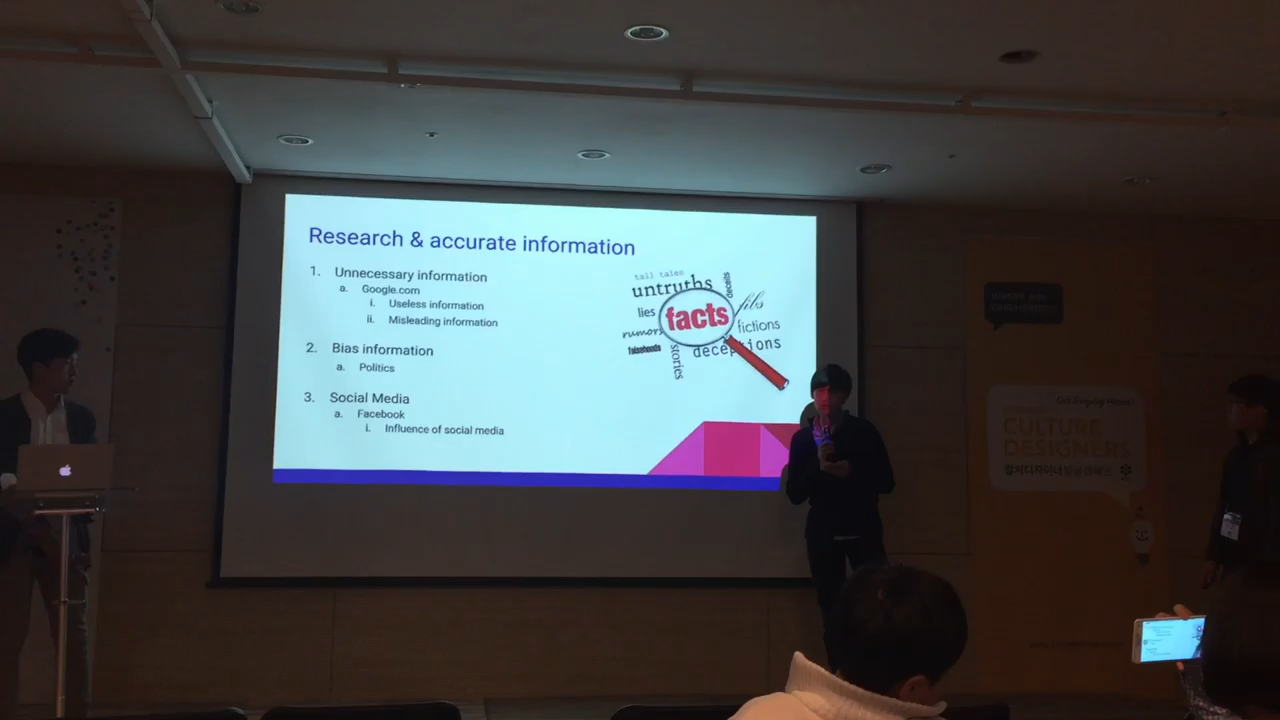 Research & accurate information
1. Unnecessary information
a. Google.com
i. Useless information
ii. Misleading information
2. Bias information
a. Politics
3. Social Media
a. Facebook
i. Influence of social media
tall tales
untruths
deceits
lies
facts
fibs
rumors
fictions
falsehoods
stories
deceptions
CULTURE
DESIGNERS